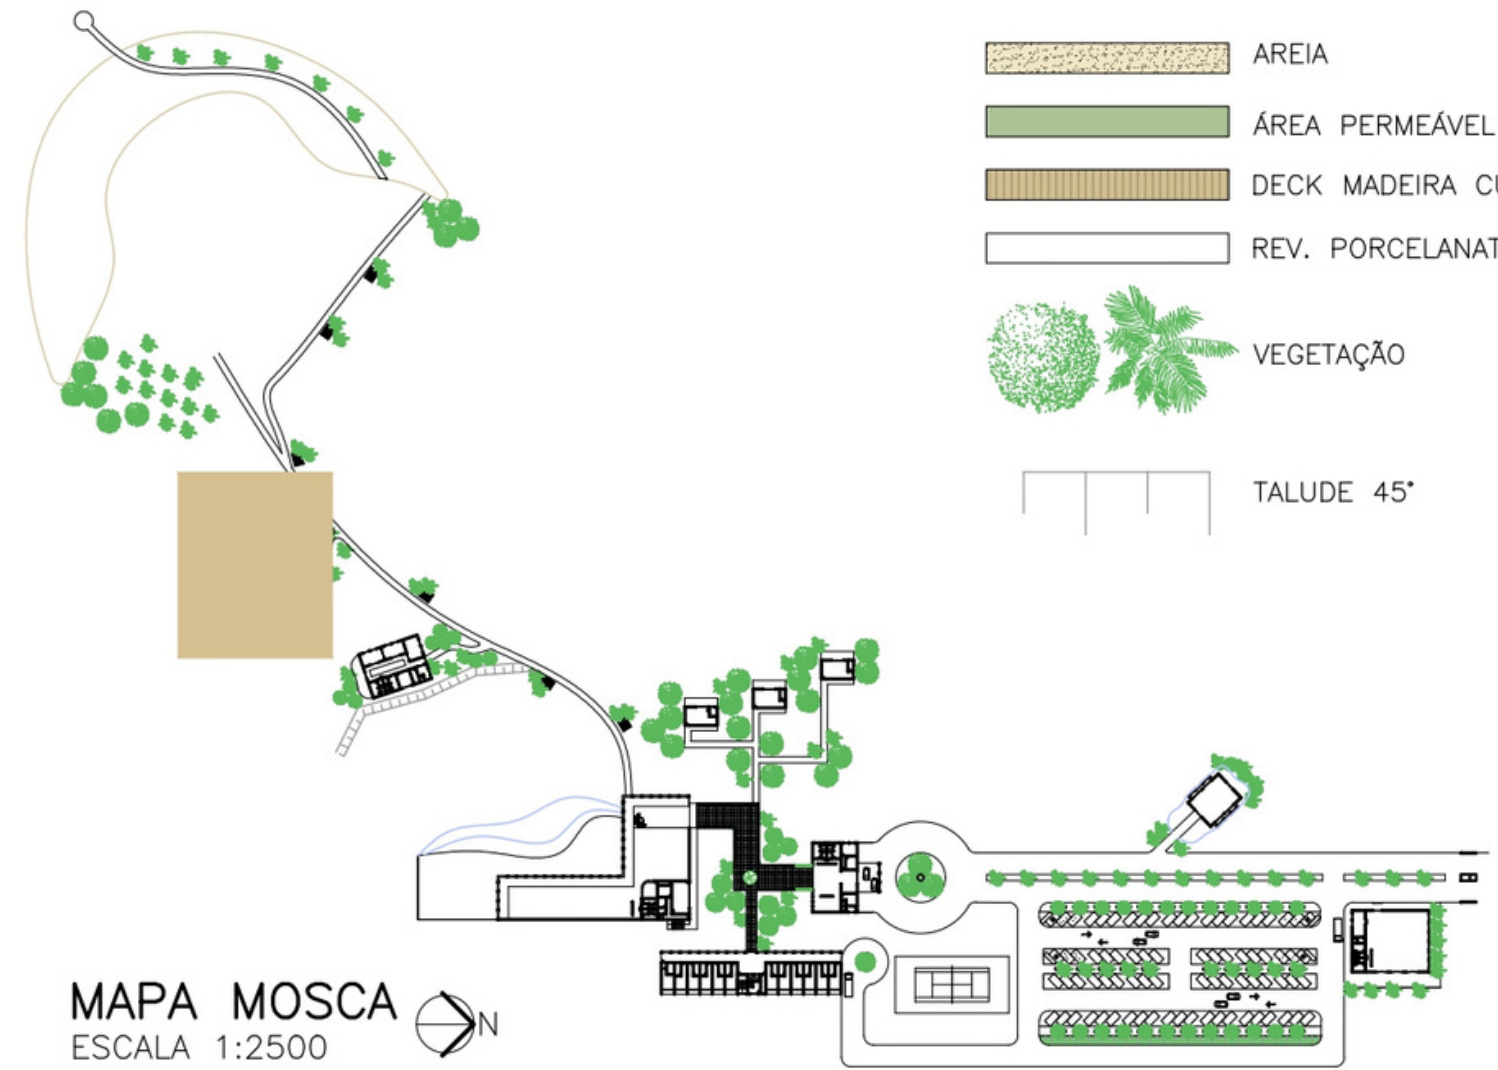 AREIA
ÁREA PERMEÁVEL
DECK MADEIRA
REV.
VEGETAÇÃO
TALUDE 45°
MAPA MOSCA
ESCALA 1:2500
N